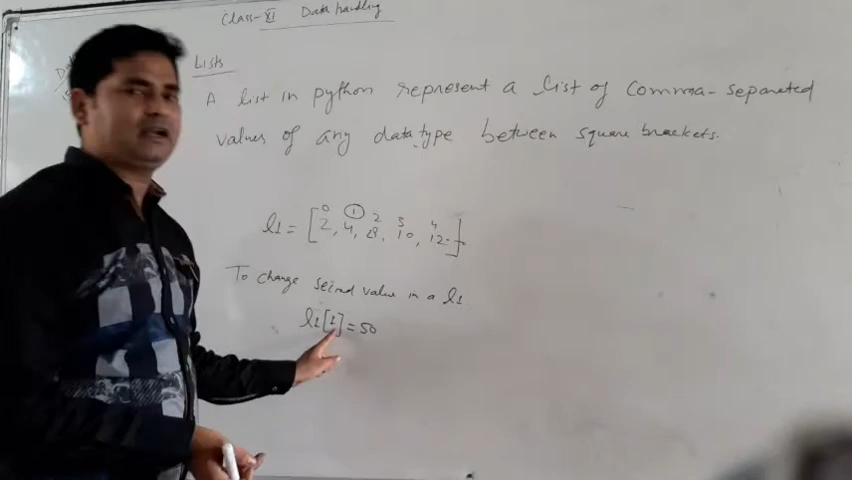 Class-XI Data handling
Lists
A list in python represent a list of Comma-separated
values of any data type between square brackets.
0 1 2 3 4
l1 = [2, 4, 28, 10, 12]
To change second value in a l1
l1[1] = 50